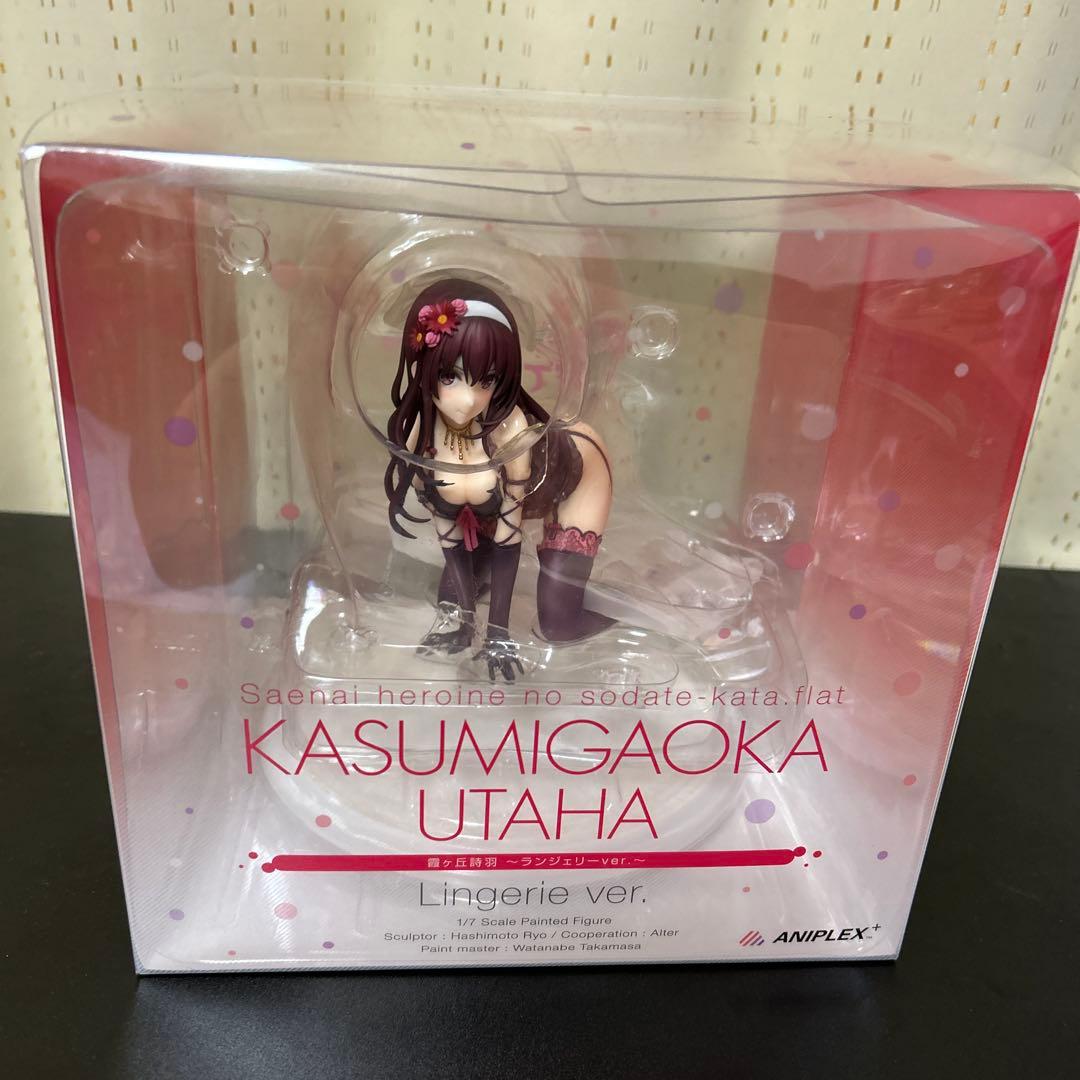 Saenai heroine no sodate-kata.flat
KASUMIGAOKA
UTAHA
霞ヶ丘詩羽 ～ランジェリーver.～
Lingerie ver.
1/7 Scale Painted Figure
Sculptor : Hashimoto Ryo / Cooperation : Alter
Paint master : Watanabe Takamasa
ANIPLEX+